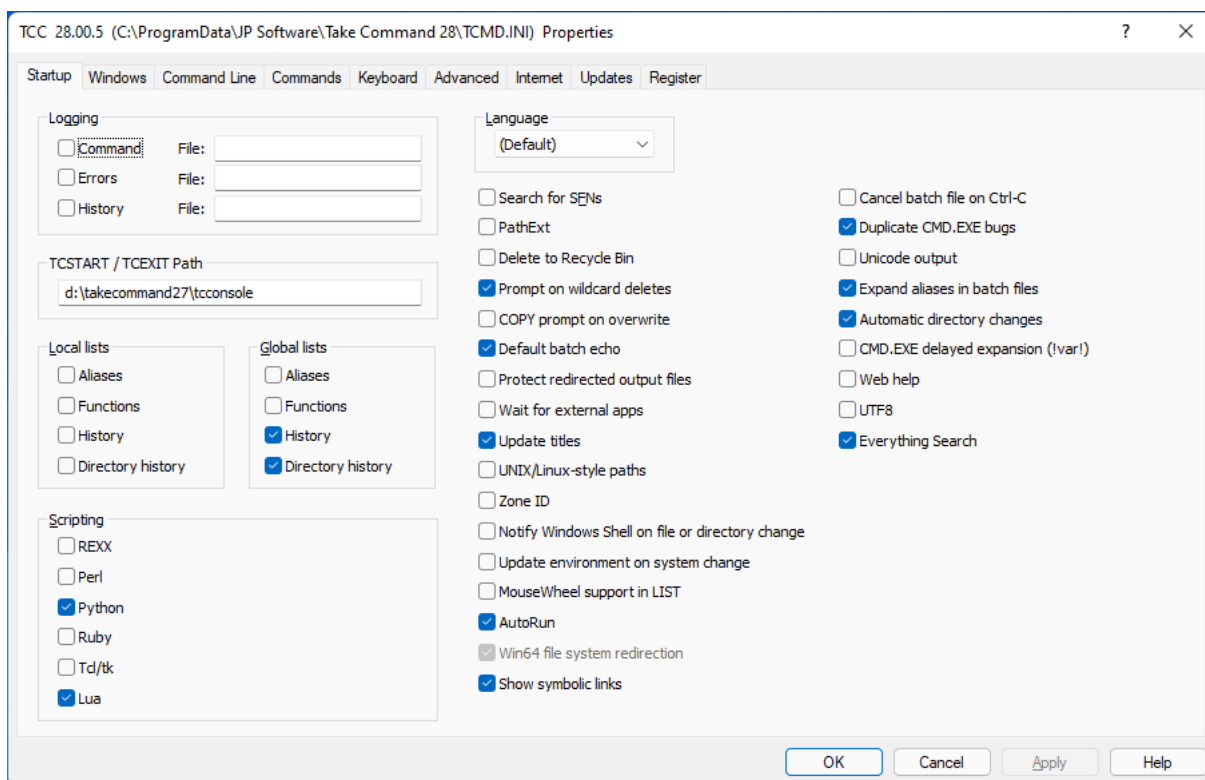 TCC 28.00.5 (C:\ProgramData\JP Software\Take Command 28\TCMD.INI) Properties
Startup Windows Command Line Commands Keyboard Advanced Internet Updates Register
Logging
Command File:
Errors File:
History File:
TCSTART / TCEXIT Path
d:\takecommand27\tcconsole
Local lists
Aliases
Functions
History
Directory history
Global lists
Aliases
Functions
History
Directory history
Scripting
REXX
Perl
Python
Ruby
Tcl/tk
Lua
Language
(Default)
Search for SFNs
PathExt
Delete to Recycle Bin
Prompt on wildcard deletes
COPY prompt on overwrite
Default batch echo
Protect redirected output files
Wait for external apps
Update titles
UNIX/Linux-style paths
Zone ID
Notify Windows Shell on file or directory change
Update environment on system change
MouseWheel support in LIST
AutoRun
Win64 file system redirection
Show symbolic links
Cancel batch file on Ctrl-C
Duplicate CMD.EXE bugs
Unicode output
Expand aliases in batch files
Automatic directory changes
CMD.EXE delayed expansion (!var!)
Web help
UTF8
Everything Search
OK Cancel Apply Help